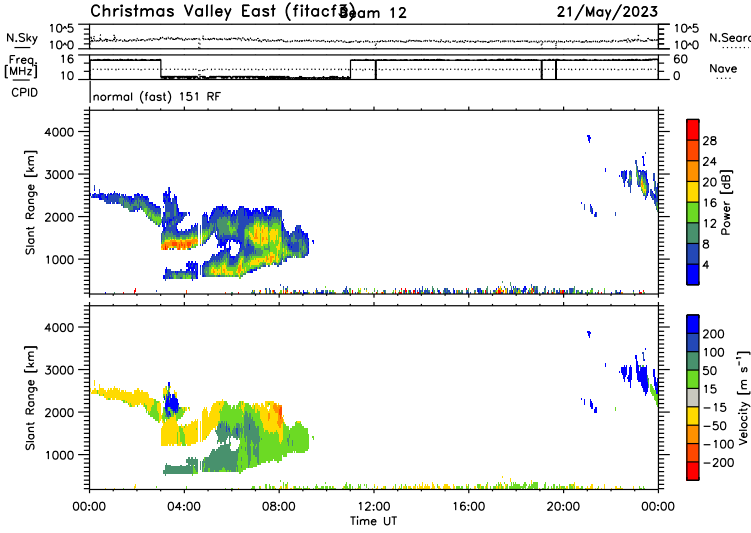 Christmas Valley East (fitacf3) Beam 12 21/May/2023
N.Sky 10^5 10^0 10^5 10^0 N.Searc
Freq. [MHz] 16 10 60 0 Nave
CPID normal (fast) 151 RF
Slant Range [km] 4000 3000 2000 1000
Power [dB] 28 24 20 16 12 8 4
Slant Range [km] 4000 3000 2000 1000
Velocity [m s^-1] 200 100 50 15 -15 -50 -100 -200
00:00 04:00 08:00 12:00 16:00 20:00 00:00
Time UT